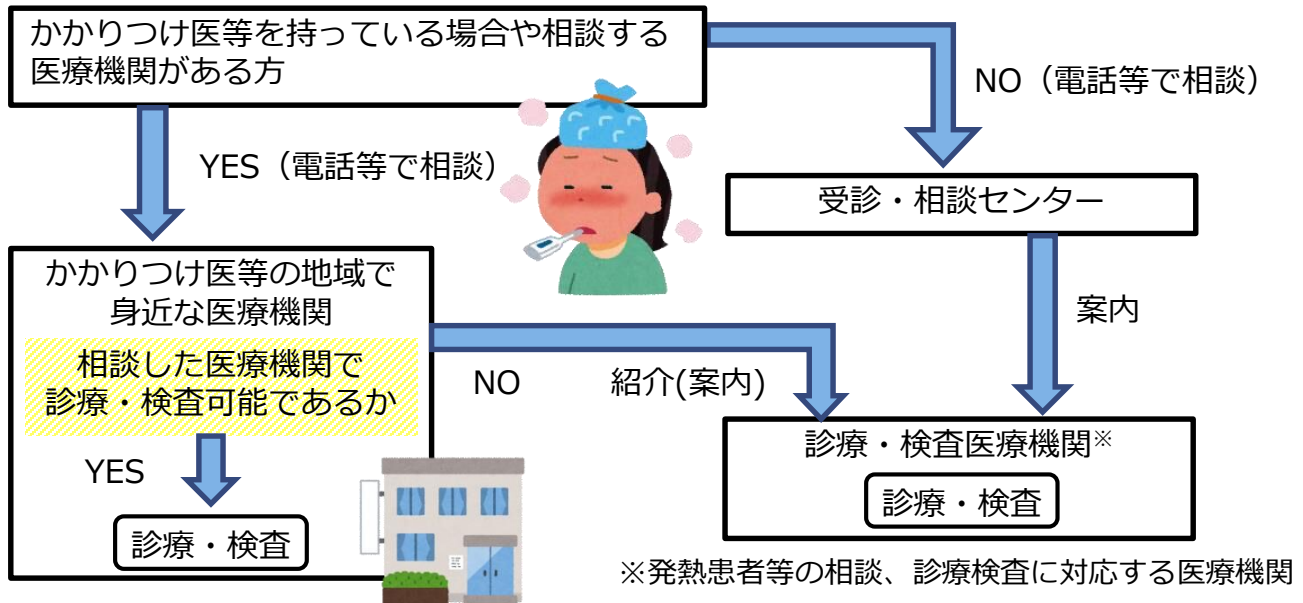 かかりつけ医等を持っている場合や相談する
医療機関がある方
NO（電話等で相談）
YES（電話等で相談）
受診・相談センター
かかりつけ医等の地域で
身近な医療機関
案内
相談した医療機関で
診療・検査可能であるか
NO
紹介(案内)
診療・検査医療機関※
YES
診療・検査
診療・検査
※発熱患者等の相談、診療検査に対応する医療機関